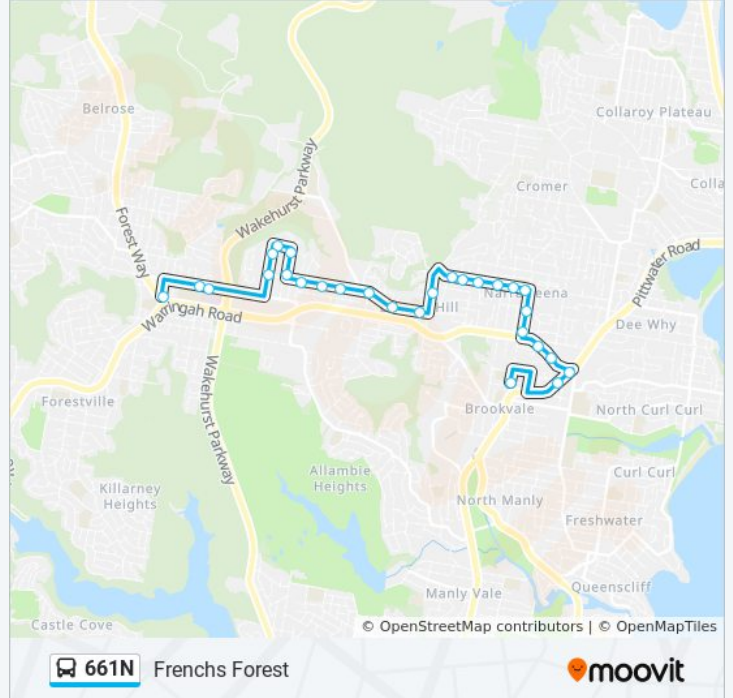 Belrose
Collaroy Plateau
Colla
Cromer
Wakehurst Parkway
Forest Way
Pittwater Road
Hill
Warringah Road
Dee Why
Wakehurst Parkway
Forestville
Brookvale
North Curl Curl
Allambie
Heights
Curl Curl
Killarney
Heights
North Manly
Freshwater
Queenscliff
Manly Vale
Castle Cove
© OpenStreetMap contributors | © OpenMapTiles
661N Frenchs Forest
moovit